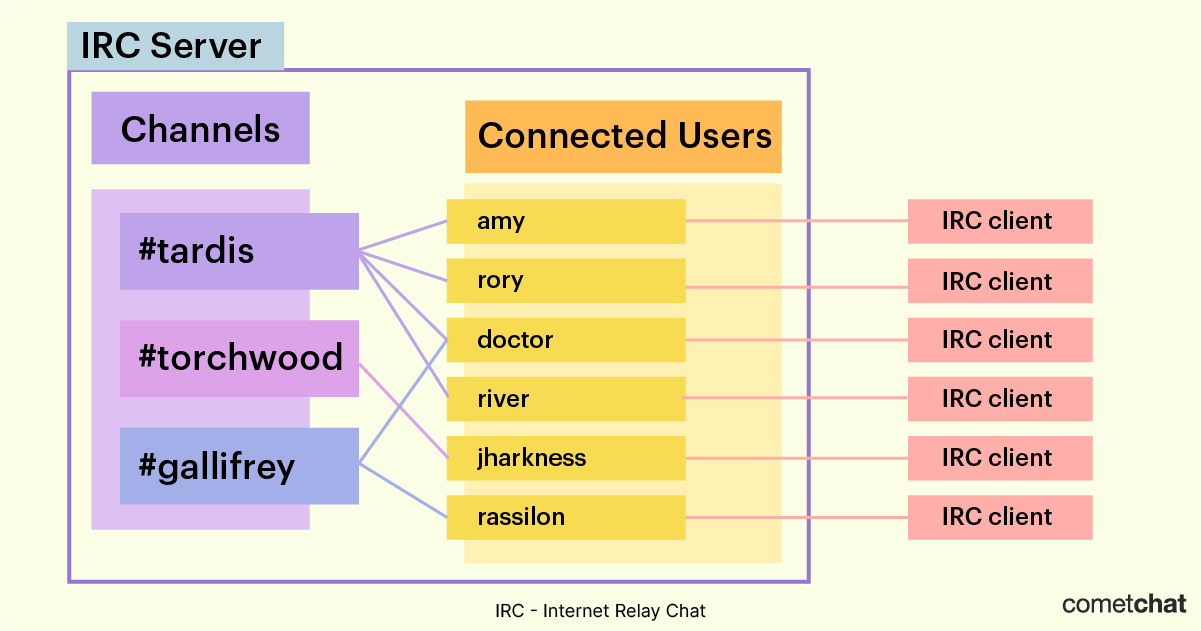 IRC Server
Channels
Connected Users
#tardis
#torchwood
#gallifrey
amy
rory
doctor
river
jharkness
rassilon
IRC client
IRC client
IRC client
IRC client
IRC client
IRC client
IRC - Internet Relay Chat
cometchat